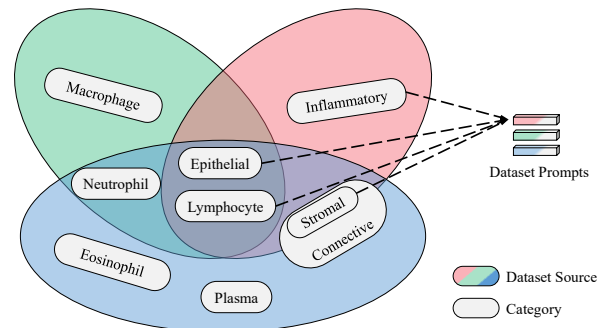 Macrophage
Inflammatory
Epithelial
Neutrophil
Lymphocyte
Stromal
Connective
Eosinophil
Plasma
Dataset Prompts
Dataset Source
Category